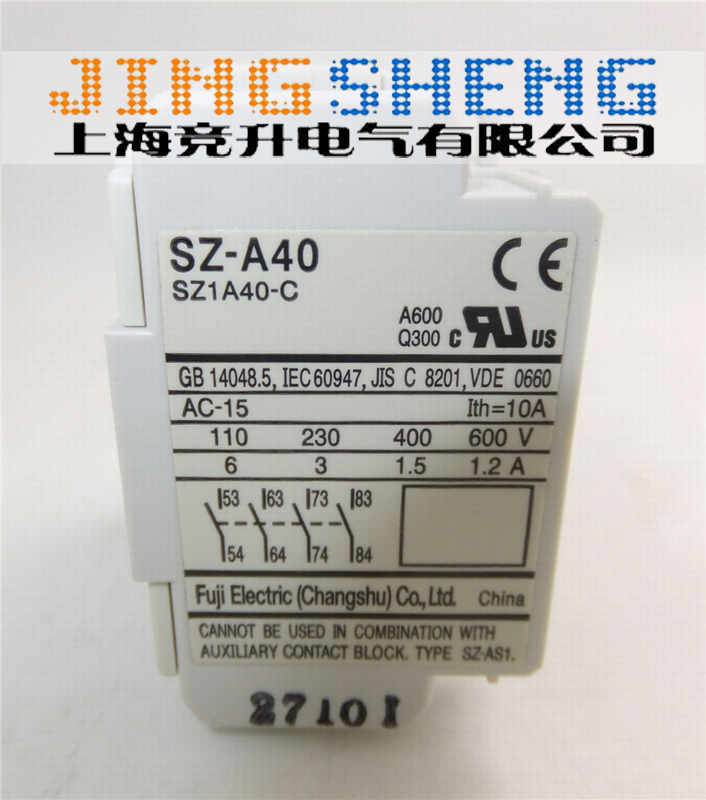 JINGSHENG
上海竞升电气有限公司
SZ-A40
SZ1A40-C
CE
A600
Q300 C RU US
GB 14048.5, IEC 60947, JIS C 8201, VDE 0660
AC-15 Ith=10A
110 230 400 600 V
6 3 1.5 1.2 A
53 63 73 83
54 64 74 84
Fuji Electric (Changshu) Co., Ltd. China
CANNOT BE USED IN COMBINATION WITH
AUXILIARY CONTACT BLOCK. TYPE SZ-AS1.
27101